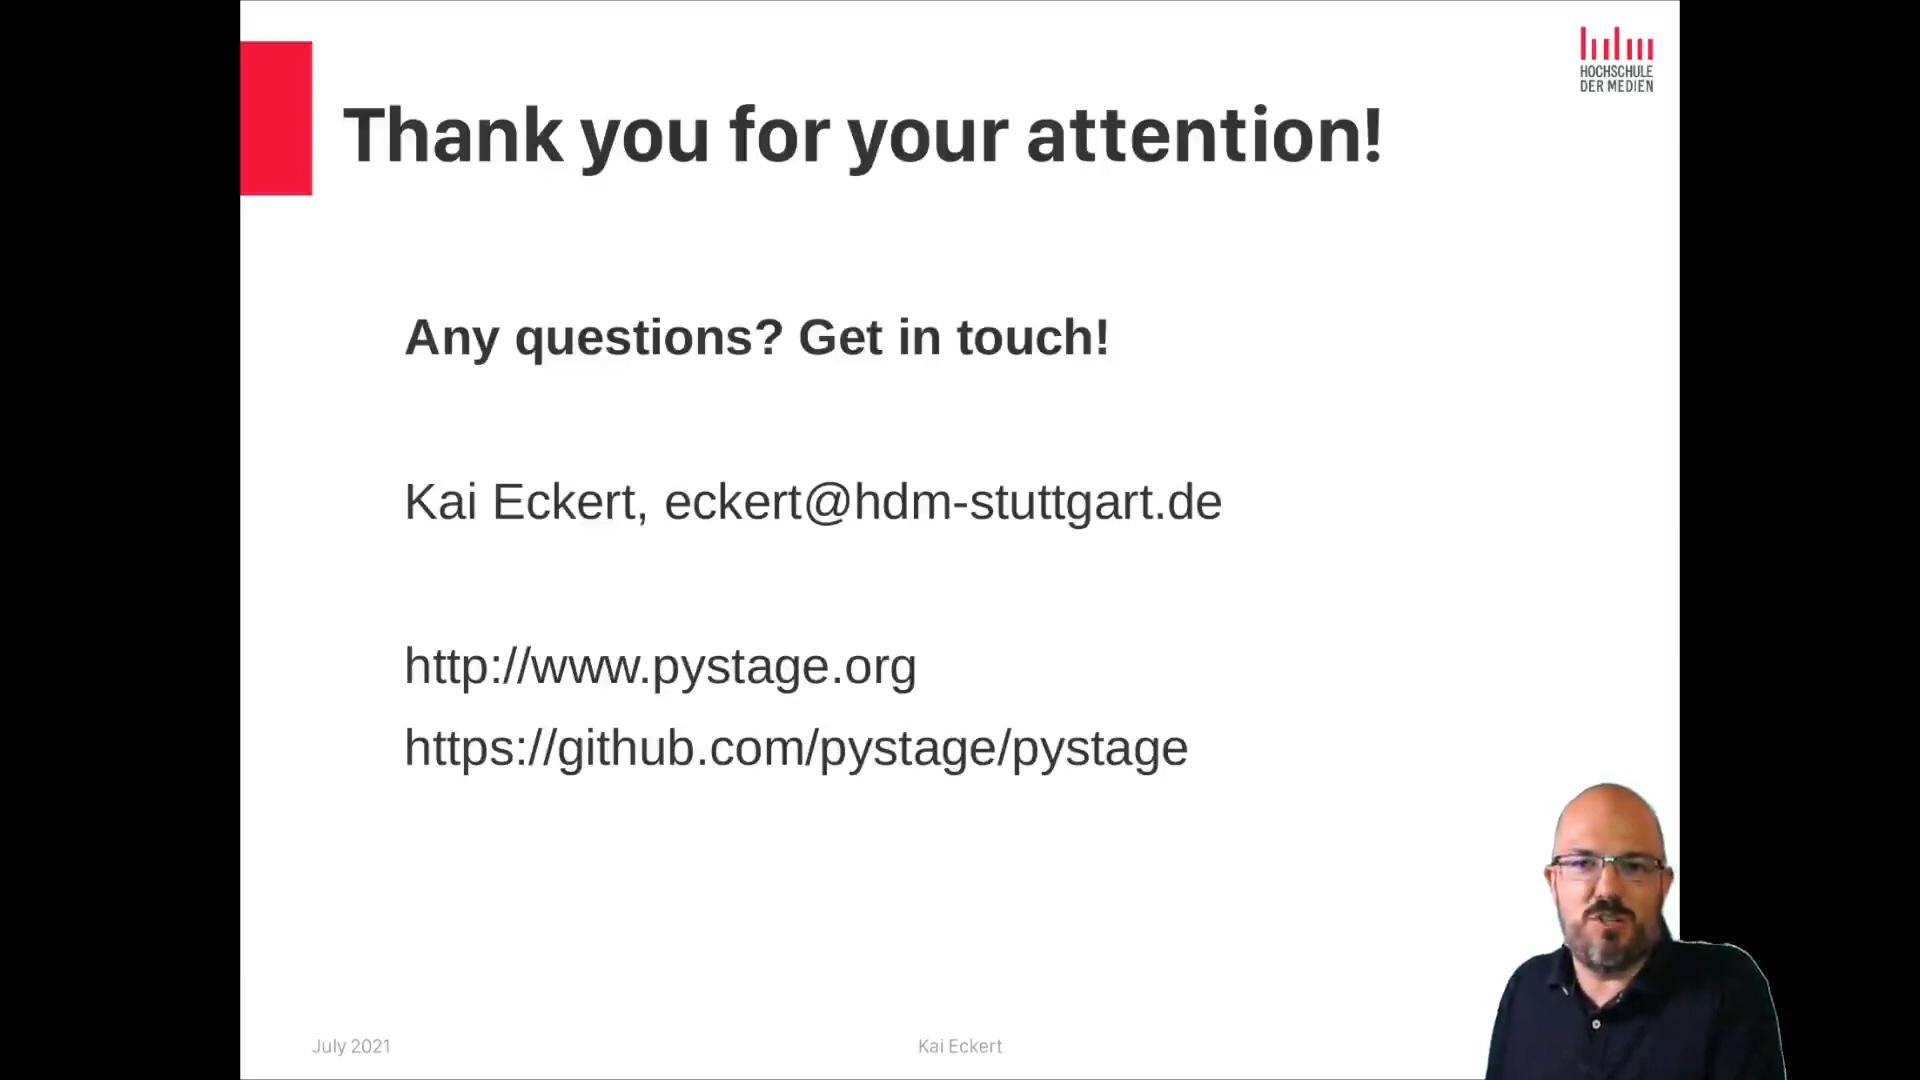 HOCHSCHULE
DER MEDIEN
Thank you for your attention!
Any questions? Get in touch!
Kai Eckert, eckert@hdm-stuttgart.de
http://www.pystage.org
https://github.com/pystage/pystage
July 2021
Kai Eckert